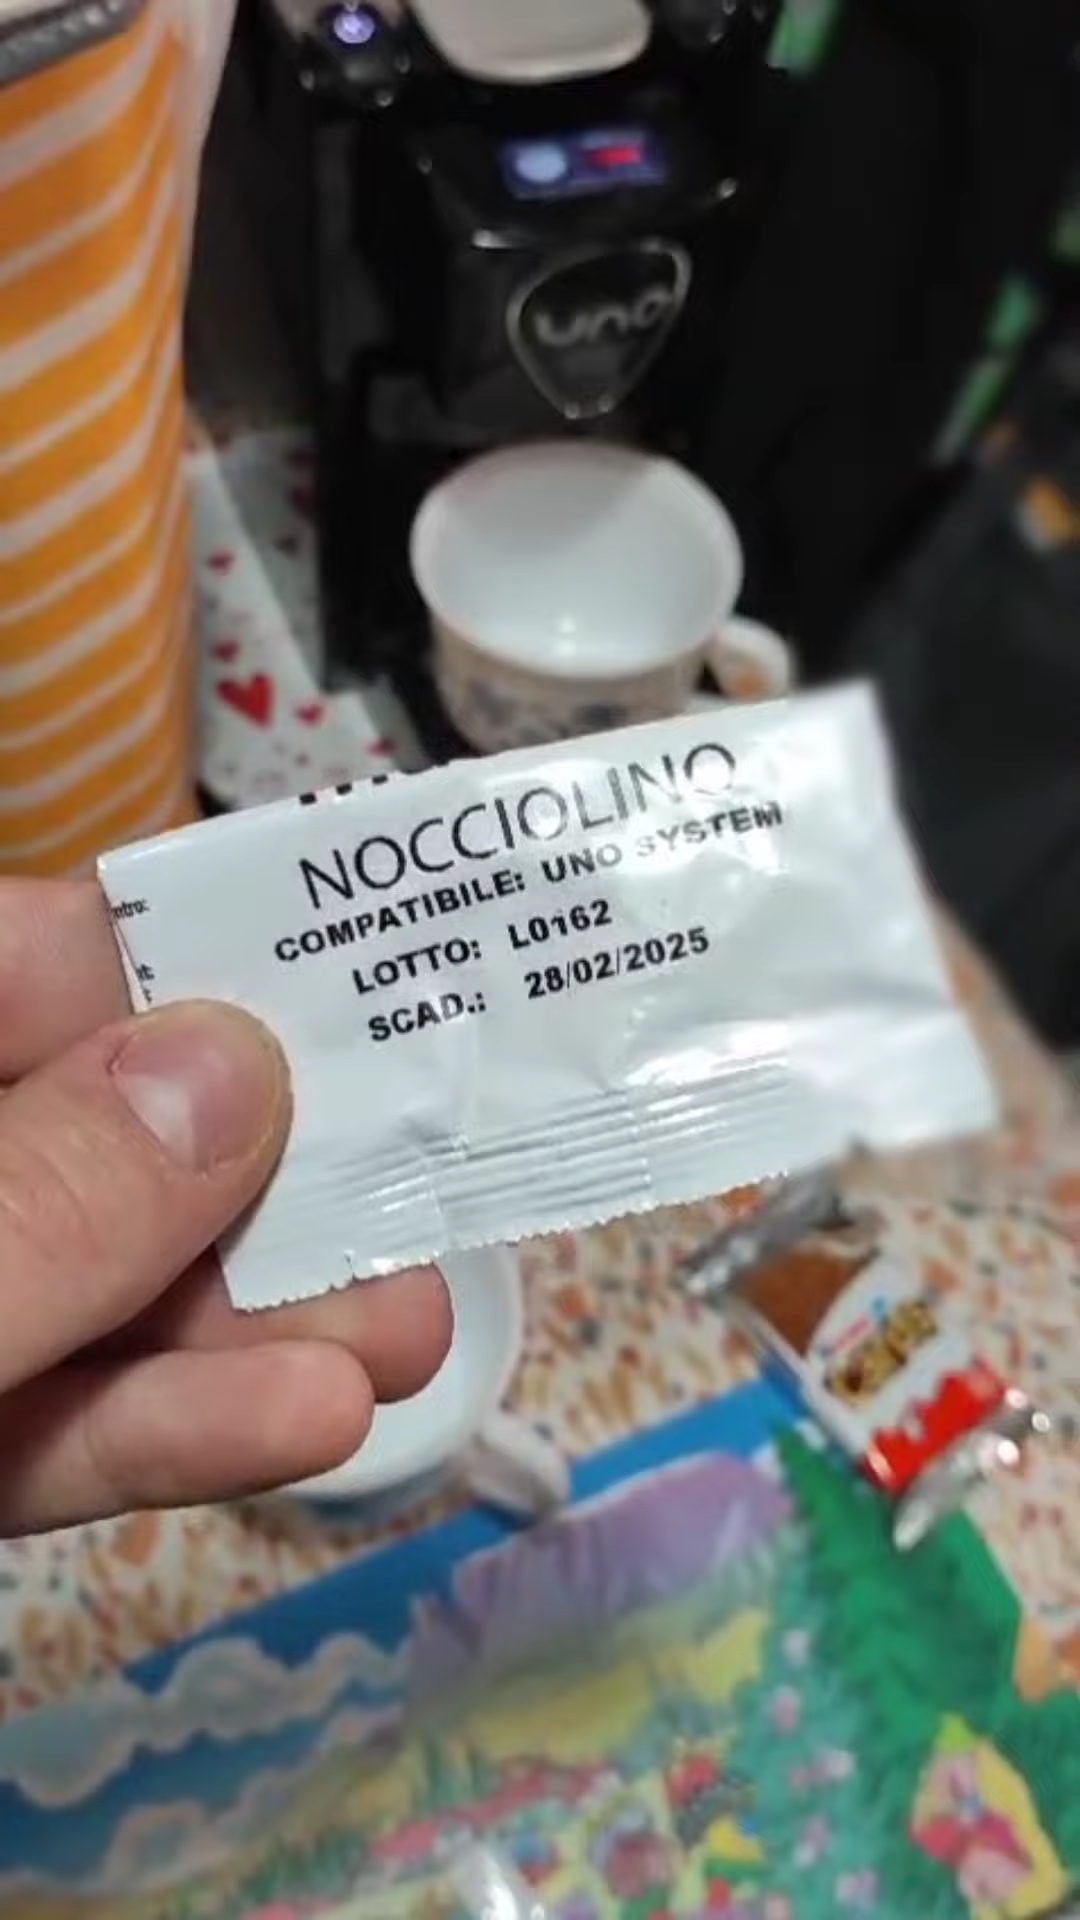 uno
NOCCIOLINO
COMPATIBILE: UNO SYSTEM
LOTTO: L0162
SCAD.: 28/02/2025